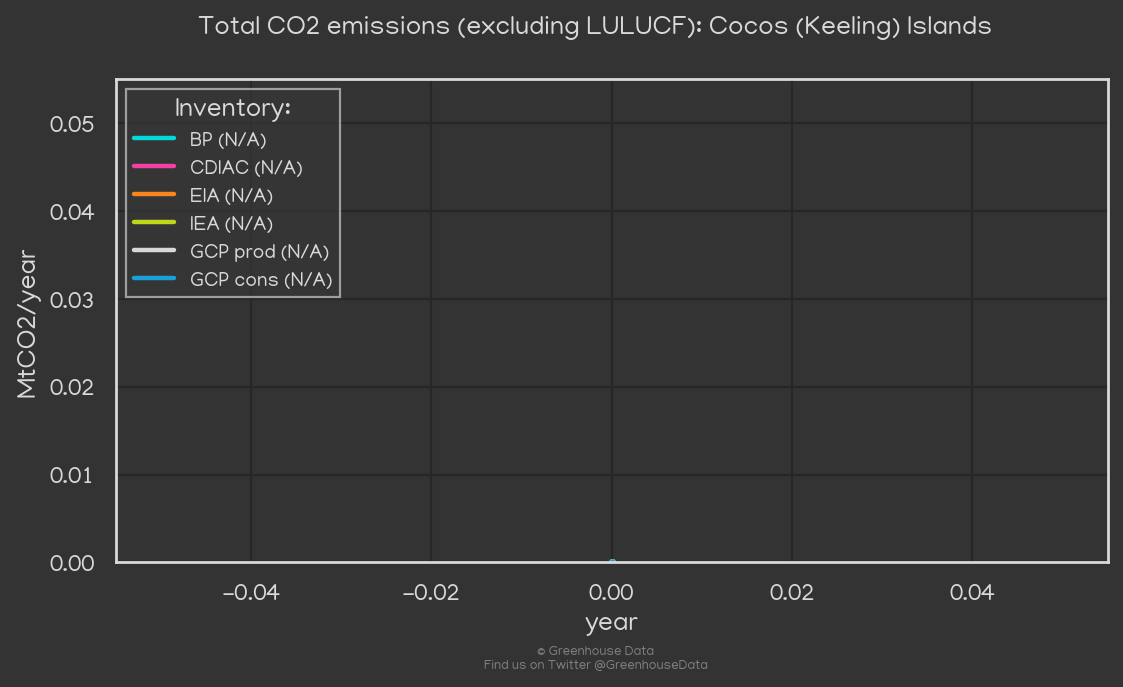 Total CO2 emissions (excluding LULUCF): Cocos (Keeling) Islands
Inventory:
BP (N/A)
CDIAC (N/A)
EIA (N/A)
IEA (N/A)
GCP prod (N/A)
GCP cons (N/A)
MtCO2/year
0.05
0.04
0.03
0.02
0.01
0.00
−0.04 −0.02 0.00 0.02 0.04
year
© Greenhouse Data
Find us on Twitter @GreenhouseData